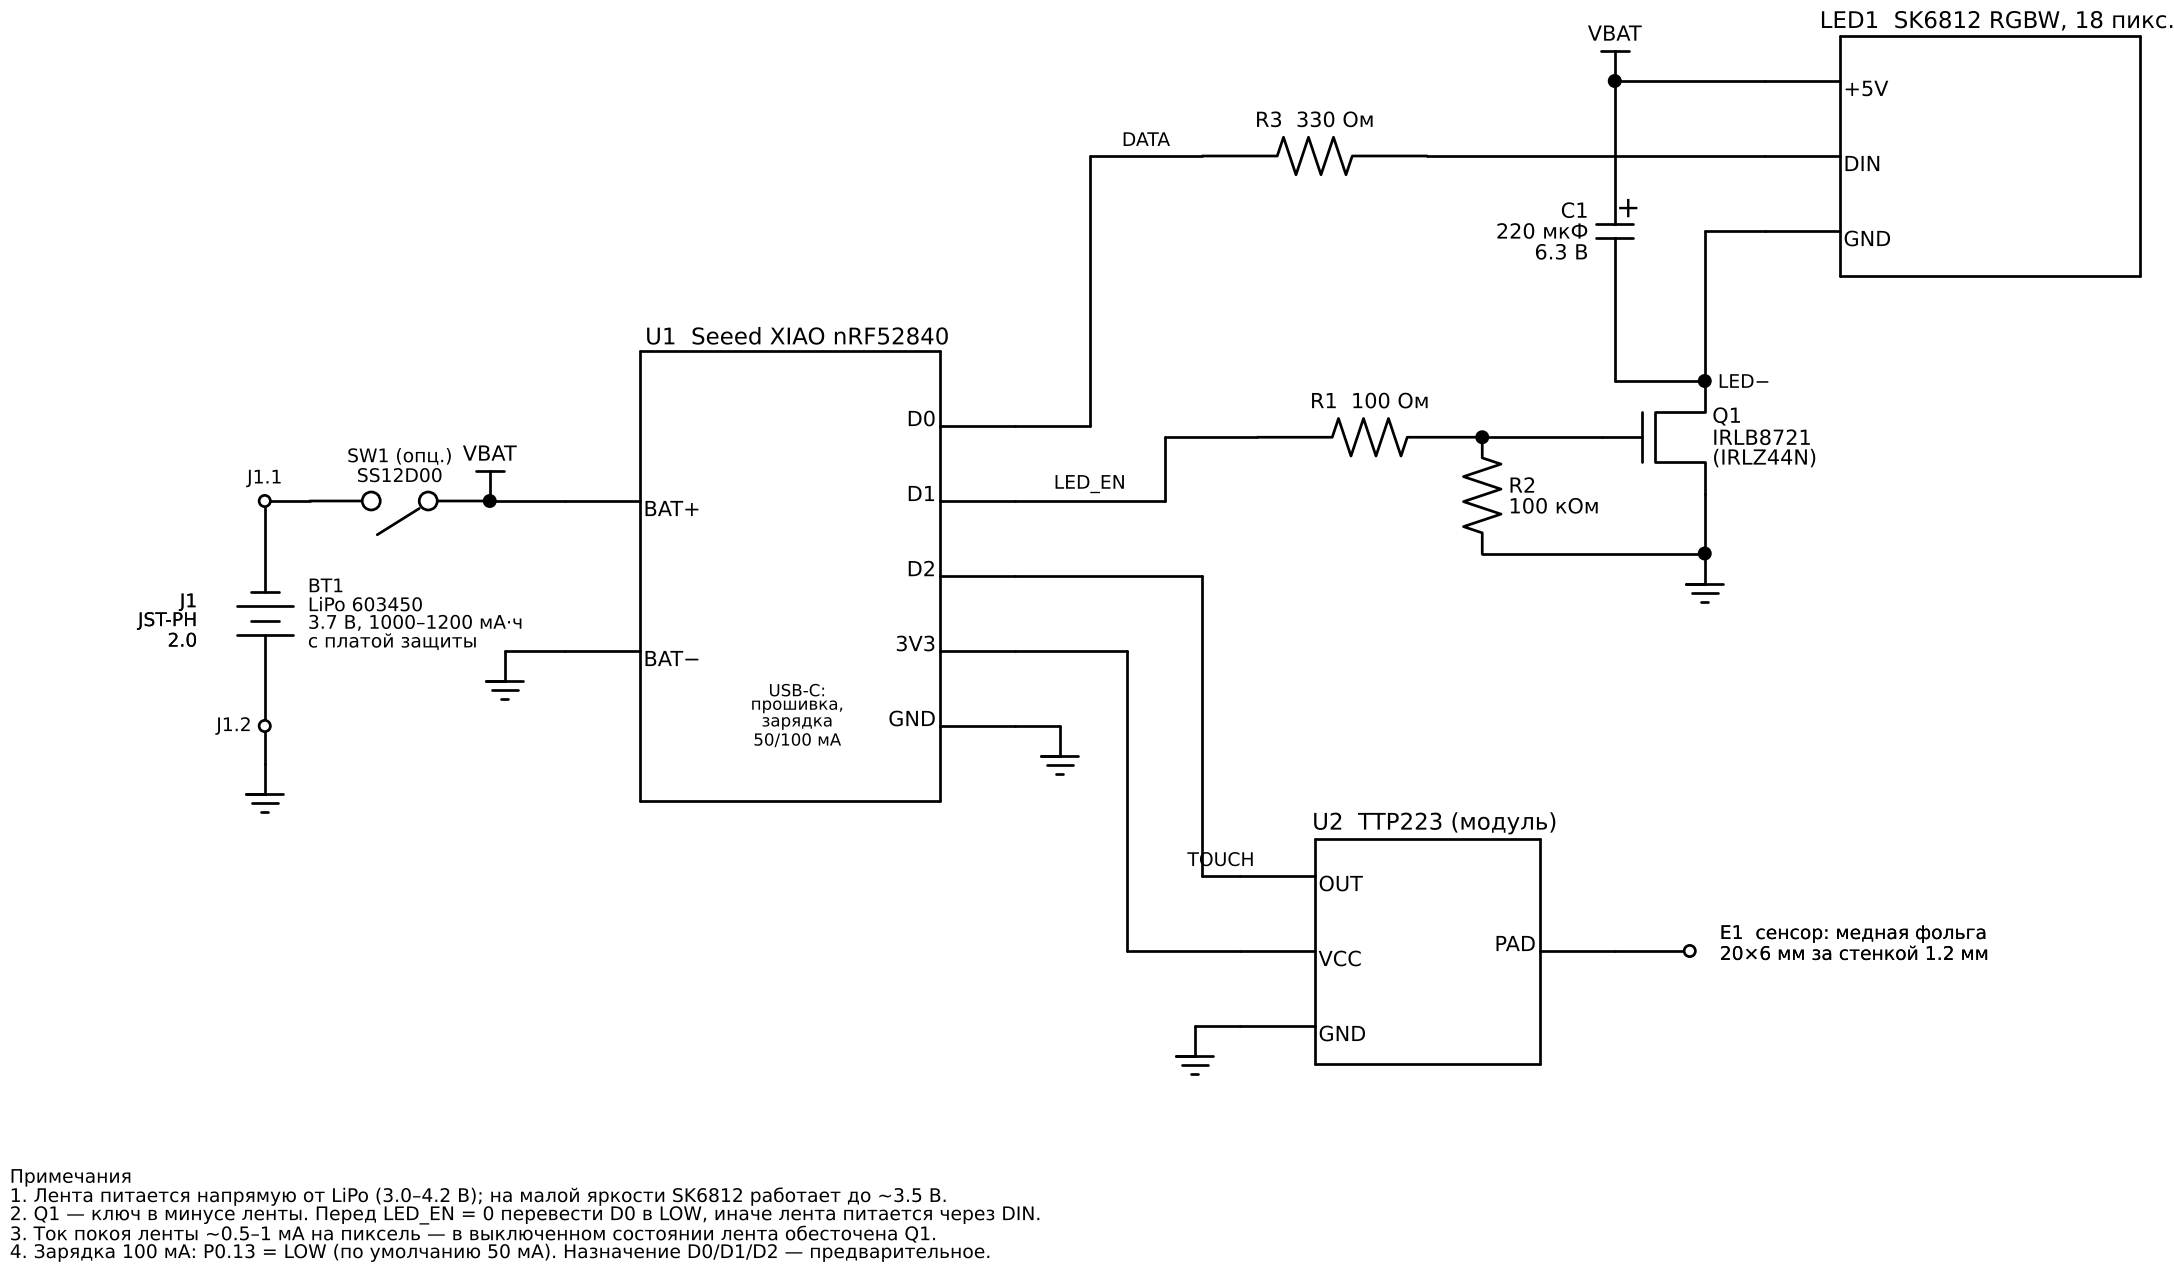 LED1 SK6812 RGBW, 18 пикс.
VBAT
+5V
R3 330 Ом
DATA
DIN
C1
220 мкФ
6.3 В
+
GND
U1 Seeed XIAO nRF52840
LED−
R1 100 Ом
Q1
IRLB8721
(IRLZ44N)
D0
SW1 (опц.)
SS12D00
VBAT
J1.1
BAT+
D1
LED_EN
R2
100 кОм
D2
BT1
LiPo 603450
3.7 В, 1000–1200 мА·ч
с платой защиты
J1
JST-PH
2.0
BAT−
3V3
USB-C:
прошивка,
зарядка
50/100 мА
GND
J1.2
U2 TTP223 (модуль)
TOUCH
OUT
PAD
VCC
GND
E1 сенсор: медная фольга
20×6 мм за стенкой 1.2 мм
Примечания
1. Лента питается напрямую от LiPo (3.0–4.2 В); на малой яркости SK6812 работает до ~3.5 В.
2. Q1 — ключ в минусе ленты. Перед LED_EN = 0 перевести D0 в LOW, иначе лента питается через DIN.
3. Ток покоя ленты ~0.5–1 мА на пиксель — в выключенном состоянии лента обесточена Q1.
4. Зарядка 100 мА: P0.13 = LOW (по умолчанию 50 мА). Назначение D0/D1/D2 — предварительное.